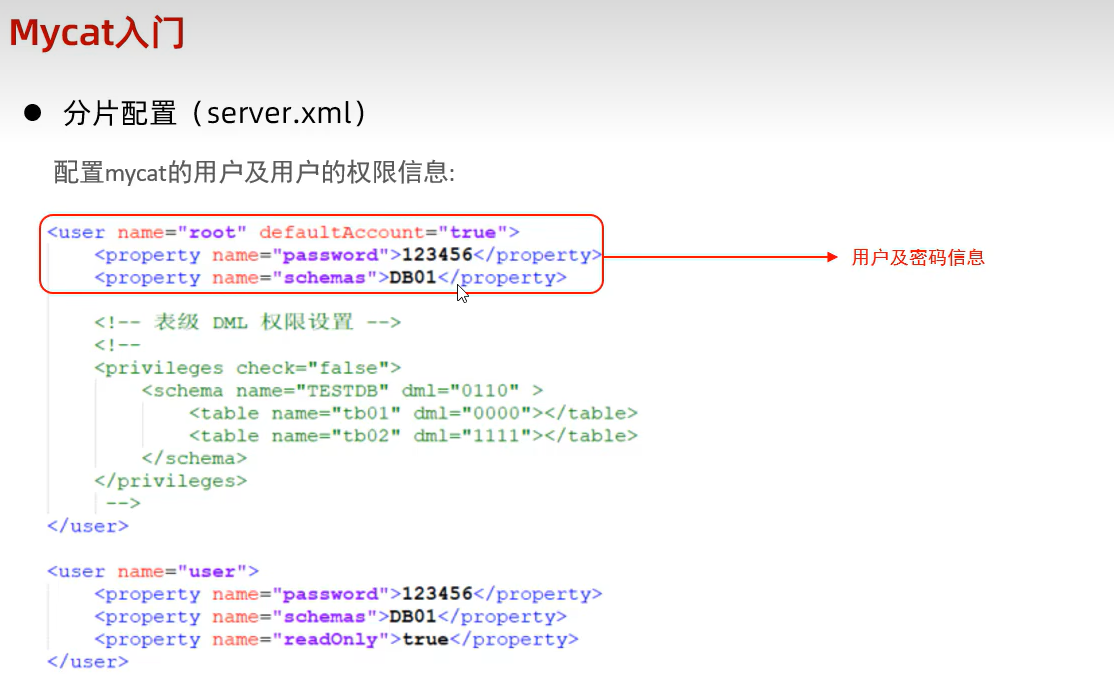 Mycat入门
● 分片配置（server.xml）
配置mycat的用户及用户的权限信息:
<user name="root" defaultAccount="true">
<property name="password">123456</property>
用户及密码信息
<property name="schemas">DB01</property>
<!-- 表级 DML 权限设置 -->
<!--
<privileges check="false">
<schema name="TESTDB" dml="0110" >
<table name="tb01" dml="0000"></table>
<table name="tb02" dml="1111"></table>
</schema>
</privileges>
-->
</user>
<user name="user">
<property name="password">123456</property>
<property name="schemas">DB01</property>
<property name="readOnly">true</property>
</user>